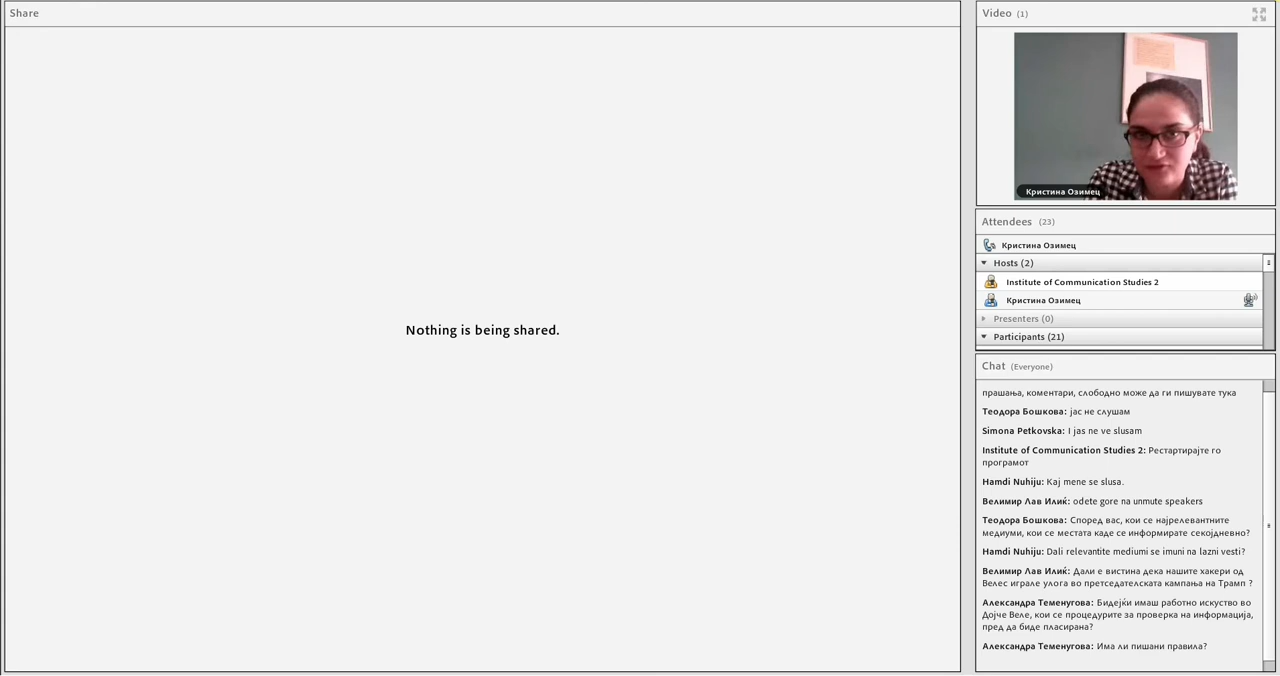 Share
Nothing is being shared.
Video (1)
Кристина Озимец
Attendees (23)
Кристина Озимец
Hosts (2)
Institute of Communication Studies 2
Кристина Озимец
Presenters (0)
Participants (21)
Chat (Everyone)
прашања, коментари, слободно може да ги пишувате тука
Теодора Бошкова: јас не слушам
Simona Petkovska: I jas ne ve slusam
Institute of Communication Studies 2: Рестартирајте го
програмот
Hamdi Nuhiju: Kaj mene se slusa.
Велимир Лав Илиќ: odete gore na unmute speakers
Теодора Бошкова: Според вас, кои се најрелевантните
медиуми, кои се местата каде се информирате секојдневно?
Hamdi Nuhiju: Dali relevantite mediumi se imuni na lazni vesti?
Велимир Лав Илиќ: Дали е вистина дека нашите хакери од
Велес играле улога во претседателската кампања на Трамп ?
Александра Теменугова: Бидејќи имаш работно искуство во
Дојче Веле, кои се процедурите за проверка на информација,
пред да биде пласирана?
Александра Теменугова: Има ли пишани правила?